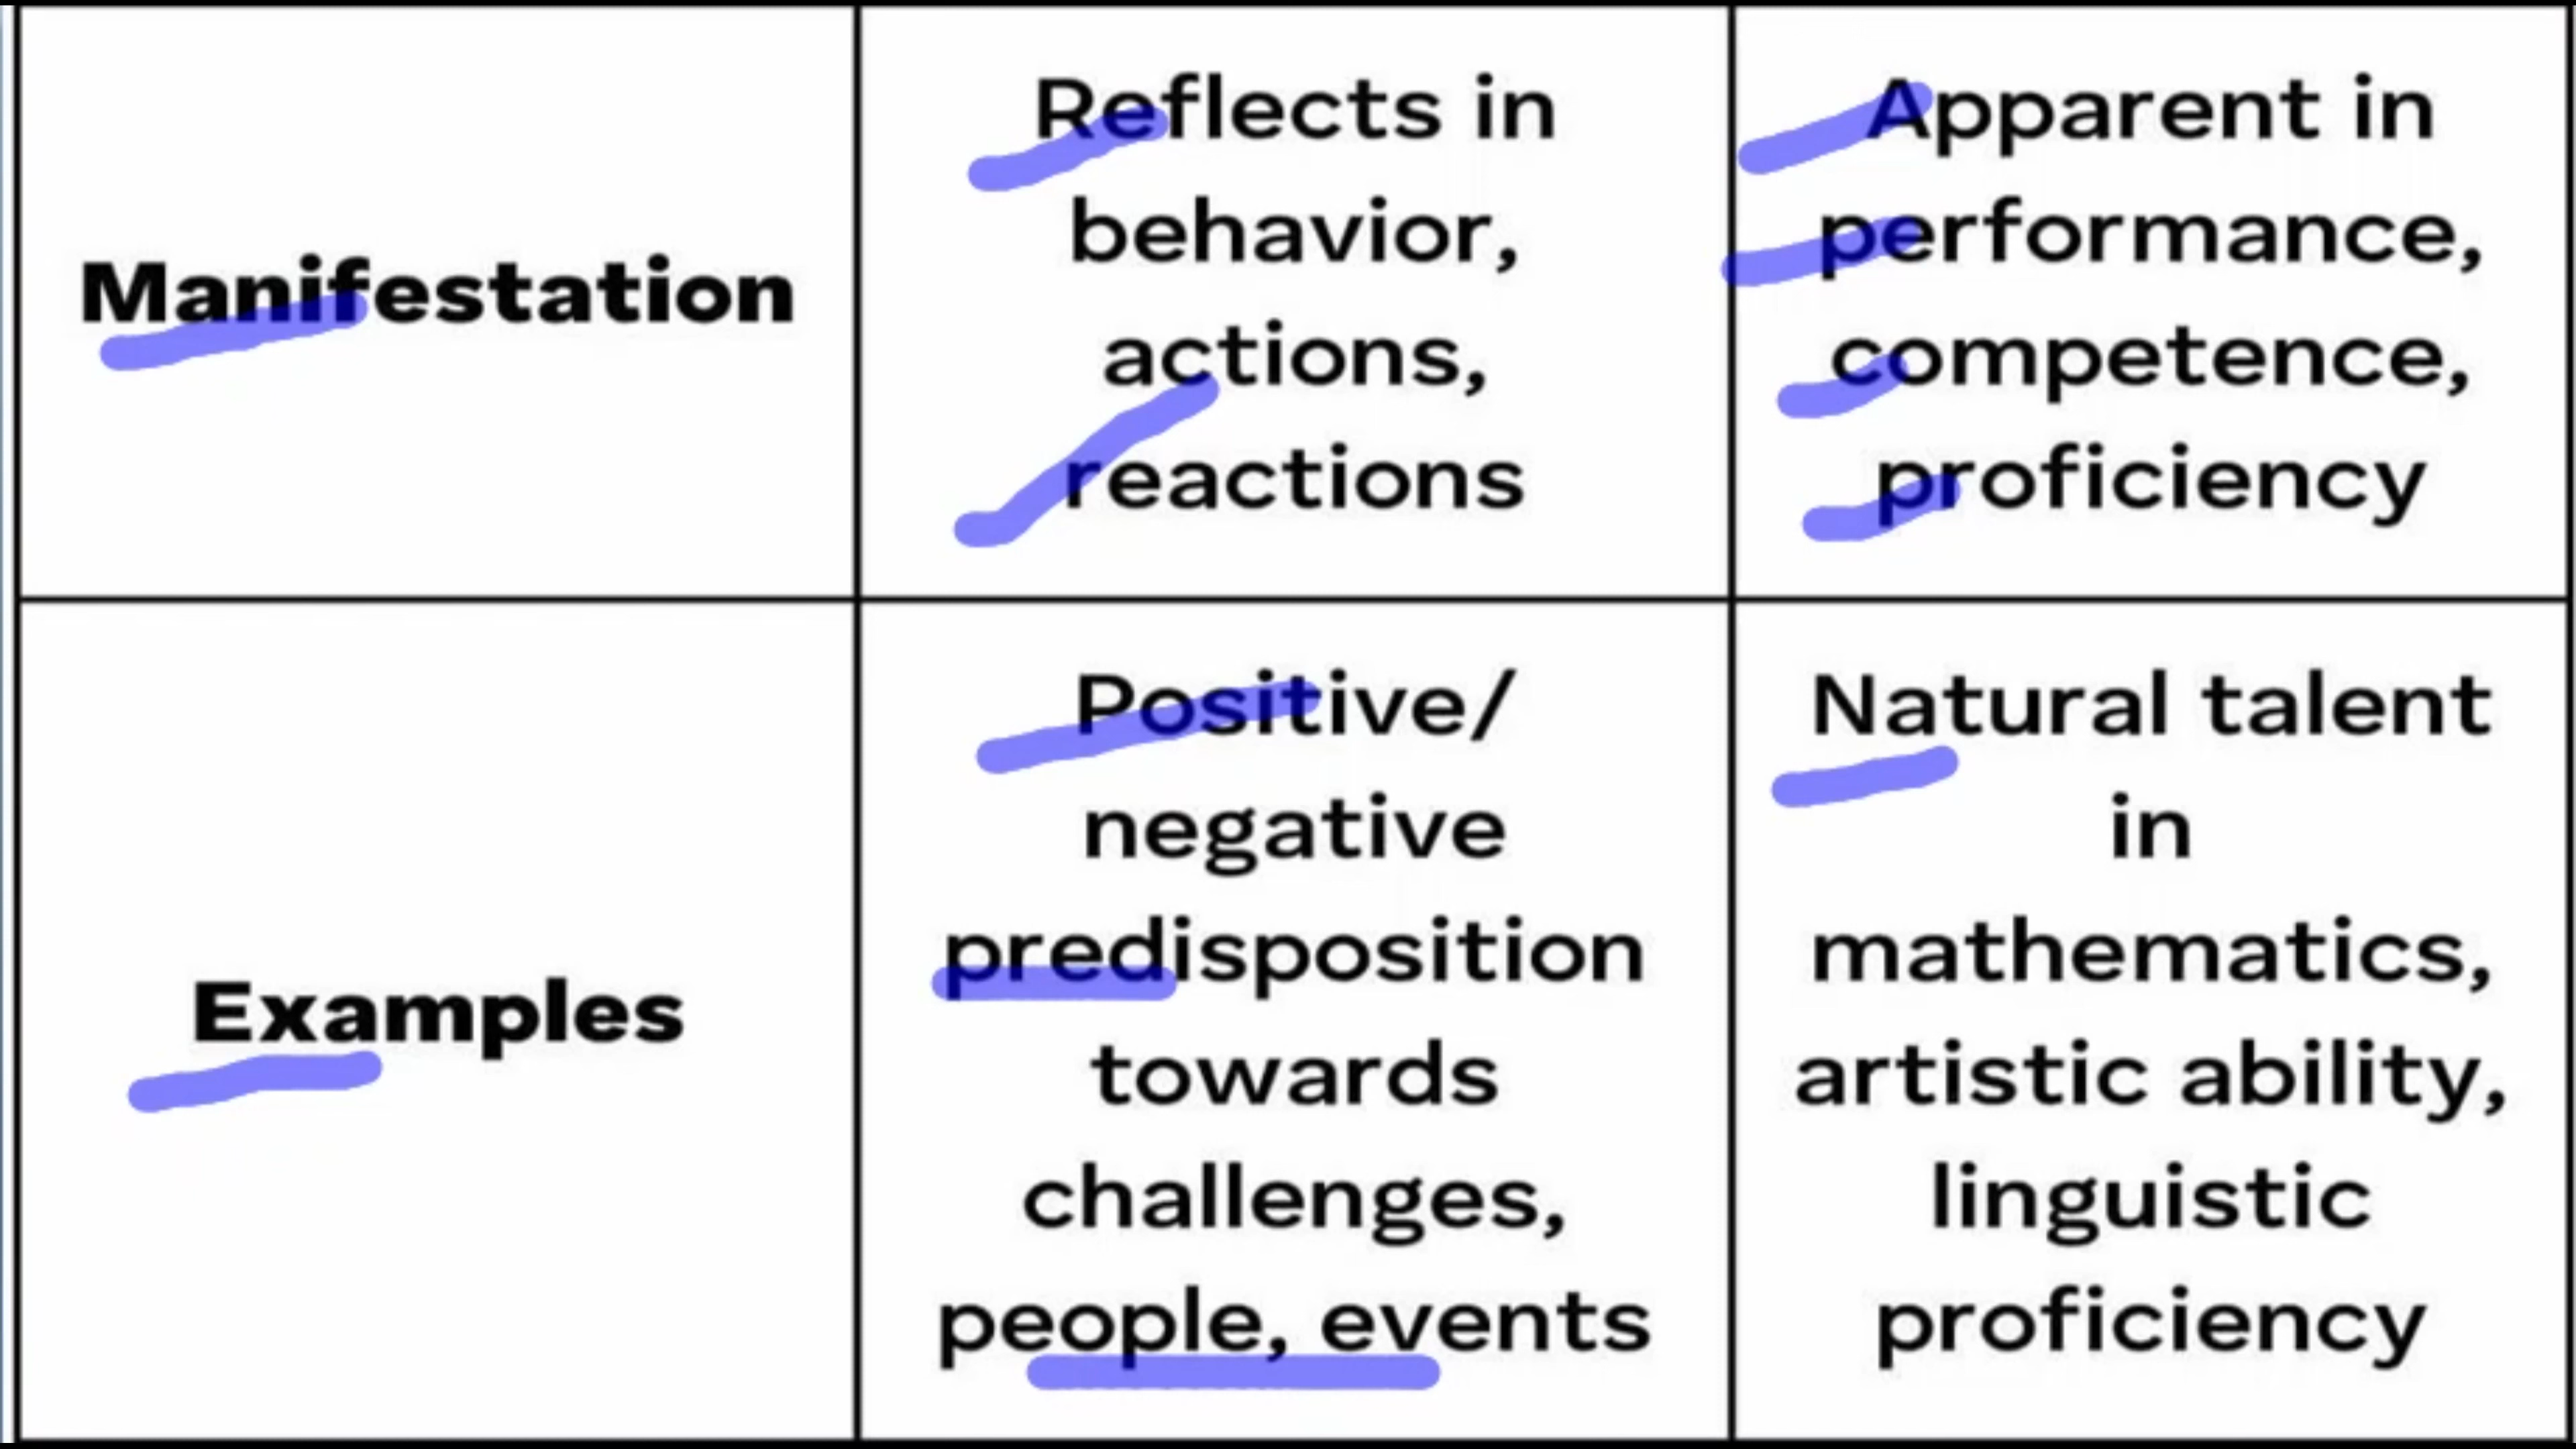 Manifestation
Reflects in
behavior,
actions,
reactions
Apparent in
performance,
competence,
proficiency
Examples
Positive/
negative
predisposition
towards
challenges,
people, events
Natural talent
in
mathematics,
artistic ability,
linguistic
proficiency